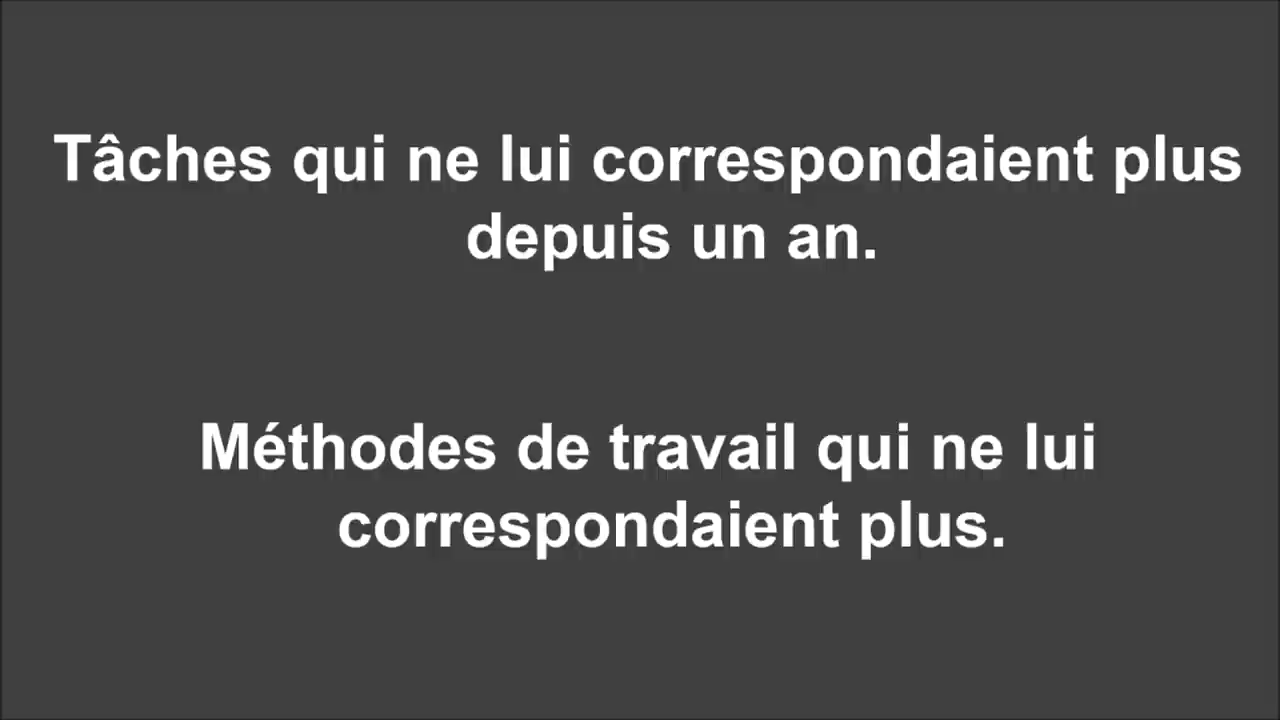 Tâches qui ne lui correspondaient plus
depuis un an.
Méthodes de travail qui ne lui
correspondaient plus.